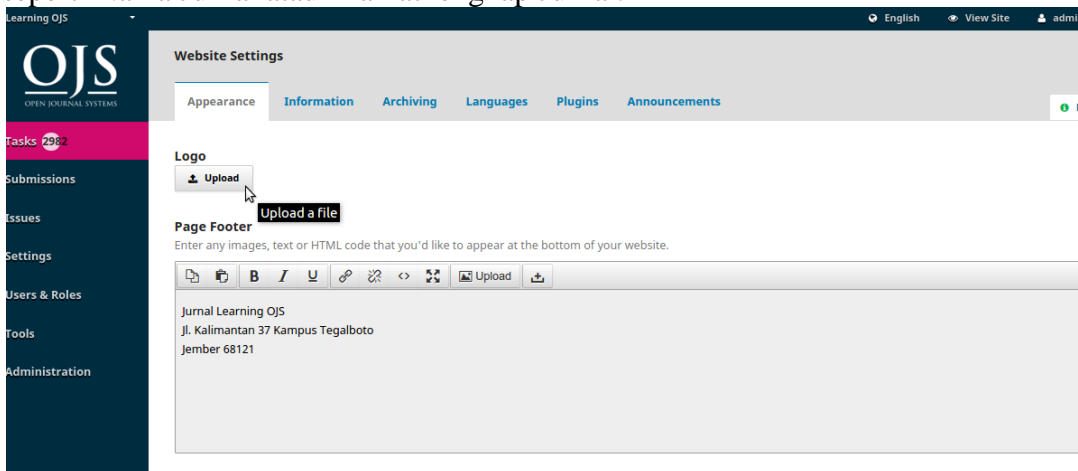 Learning OJS English View Site
OJS
OPEN JOURNAL SYSTEMS
Tasks 2982
Submissions
Issues
Settings
Users & Roles
Tools
Administration
Website Settings
Appearance Information Archiving Languages Plugins Announcements
Logo
Upload
Upload a file
Page Footer
Enter any images, text or HTML code that you'd like to appear at the bottom of your website.
B I U Upload
Jurnal Learning OJS
Jl. Kalimantan 37 Kampus Tegalboto
Jember 68121